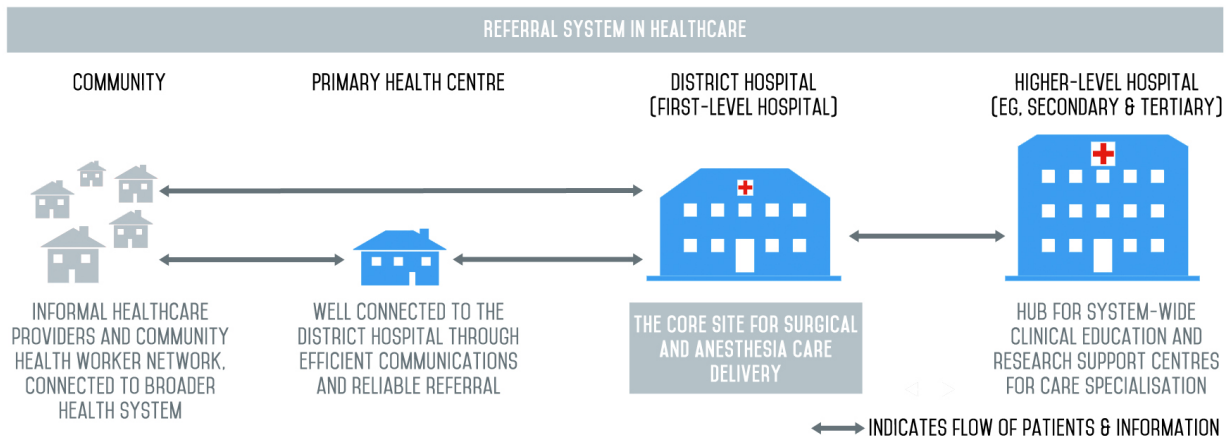 REFERRAL SYSTEM IN HEALTHCARE
COMMUNITY
PRIMARY HEALTH CENTRE
DISTRICT HOSPITAL
(FIRST-LEVEL HOSPITAL)
HIGHER-LEVEL HOSPITAL
(EG, SECONDARY & TERTIARY)
INFORMAL HEALTHCARE
PROVIDERS AND COMMUNITY
HEALTH WORKER NETWORK,
CONNECTED TO BROADER
HEALTH SYSTEM
WELL CONNECTED TO THE
DISTRICT HOSPITAL THROUGH
EFFICIENT COMMUNICATIONS
AND RELIABLE REFERRAL
THE CORE SITE FOR SURGICAL
AND ANESTHESIA CARE
DELIVERY
HUB FOR SYSTEM-WIDE
CLINICAL EDUCATION AND
RESEARCH SUPPORT CENTRES
FOR CARE SPECIALISATION
INDICATES FLOW OF PATIENTS & INFORMATION